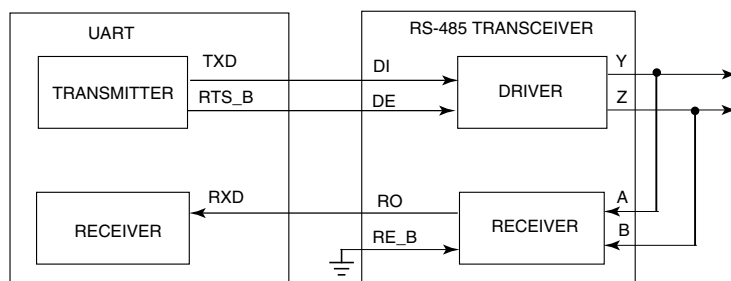 UART
RS-485 TRANSCEIVER
TXD
DI
Y
TRANSMITTER
DRIVER
RTS_B
DE
Z
RXD
RO
A
RECEIVER
RECEIVER
RE_B
B